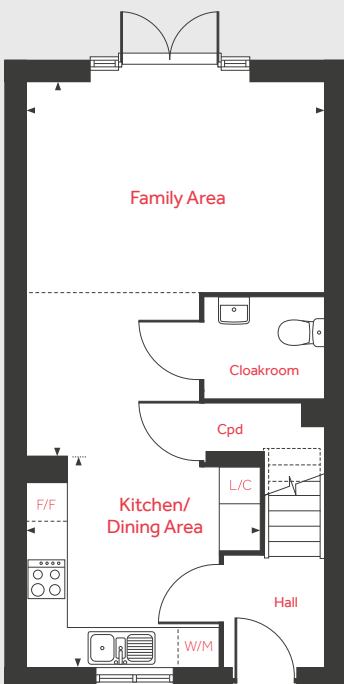 Family Area
Cloakroom
Cpd
L/C
Kitchen/
Dining Area
F/F
Hall
W/M